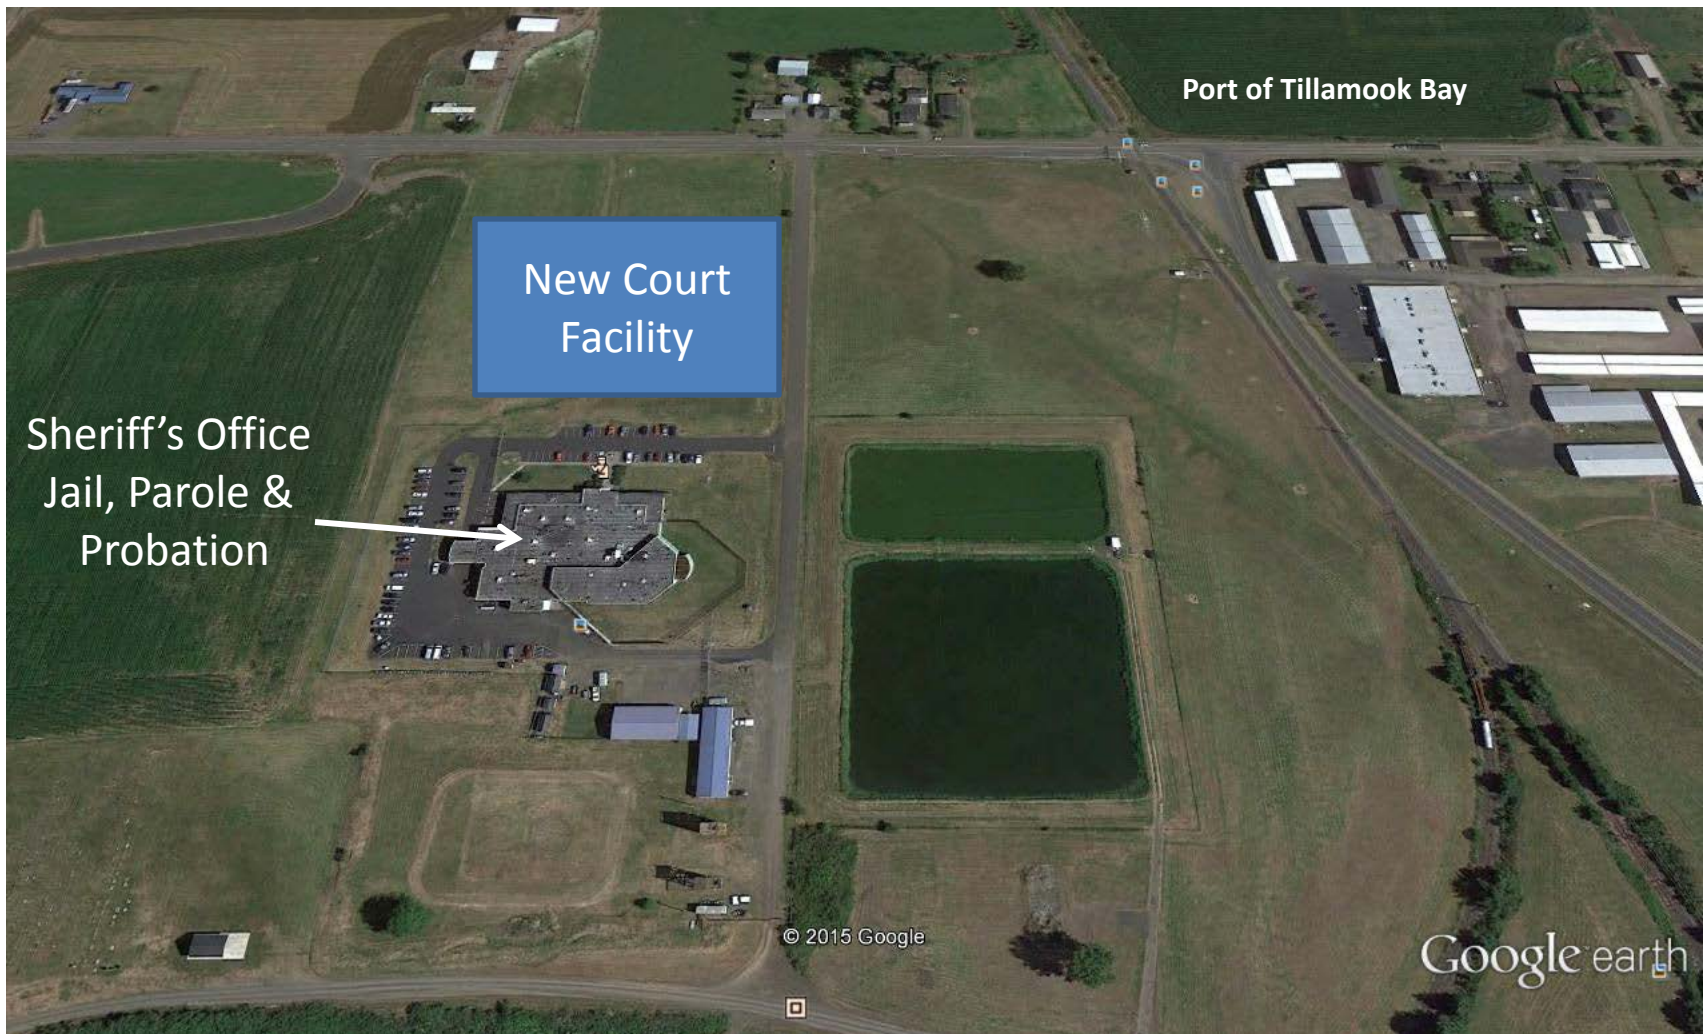 Port of Tillamook Bay
New Court
Facility
Sheriff’s Office
Jail, Parole &
Probation
© 2015 Google
Google earth